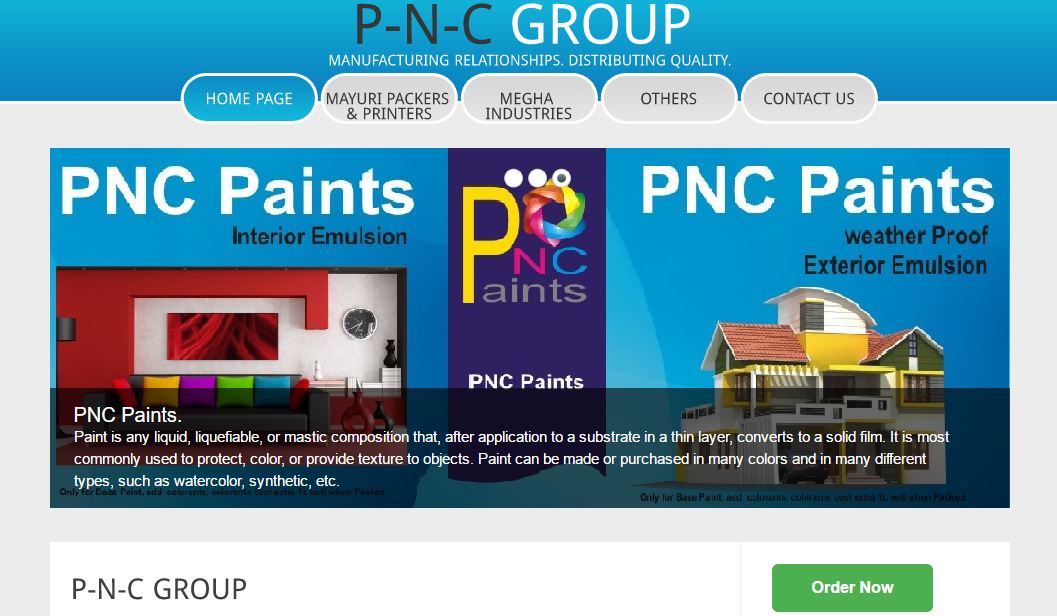 P-N-C GROUP
MANUFACTURING RELATIONSHIPS. DISTRIBUTING QUALITY.
HOME PAGE
MAYURI PACKERS
& PRINTERS
MEGHA
INDUSTRIES
OTHERS
CONTACT US
PNC Paints
Interior Emulsion
P
NC
aints
PNC Paints
PNC Paints
weather Proof
Exterior Emulsion
PNC Paints.
Paint is any liquid, liquefiable, or mastic composition that, after application to a substrate in a thin layer, converts to a solid film. It is most
commonly used to protect, color, or provide texture to objects. Paint can be made or purchased in many colors and in many different
types, such as watercolor, synthetic, etc.
Only for Base Paint, add colorants, colorants cost extra 1L nett when Packed
Only for Base Paint, add colorants, colorants cost extra 1L nett when Packed
P-N-C GROUP
Order Now